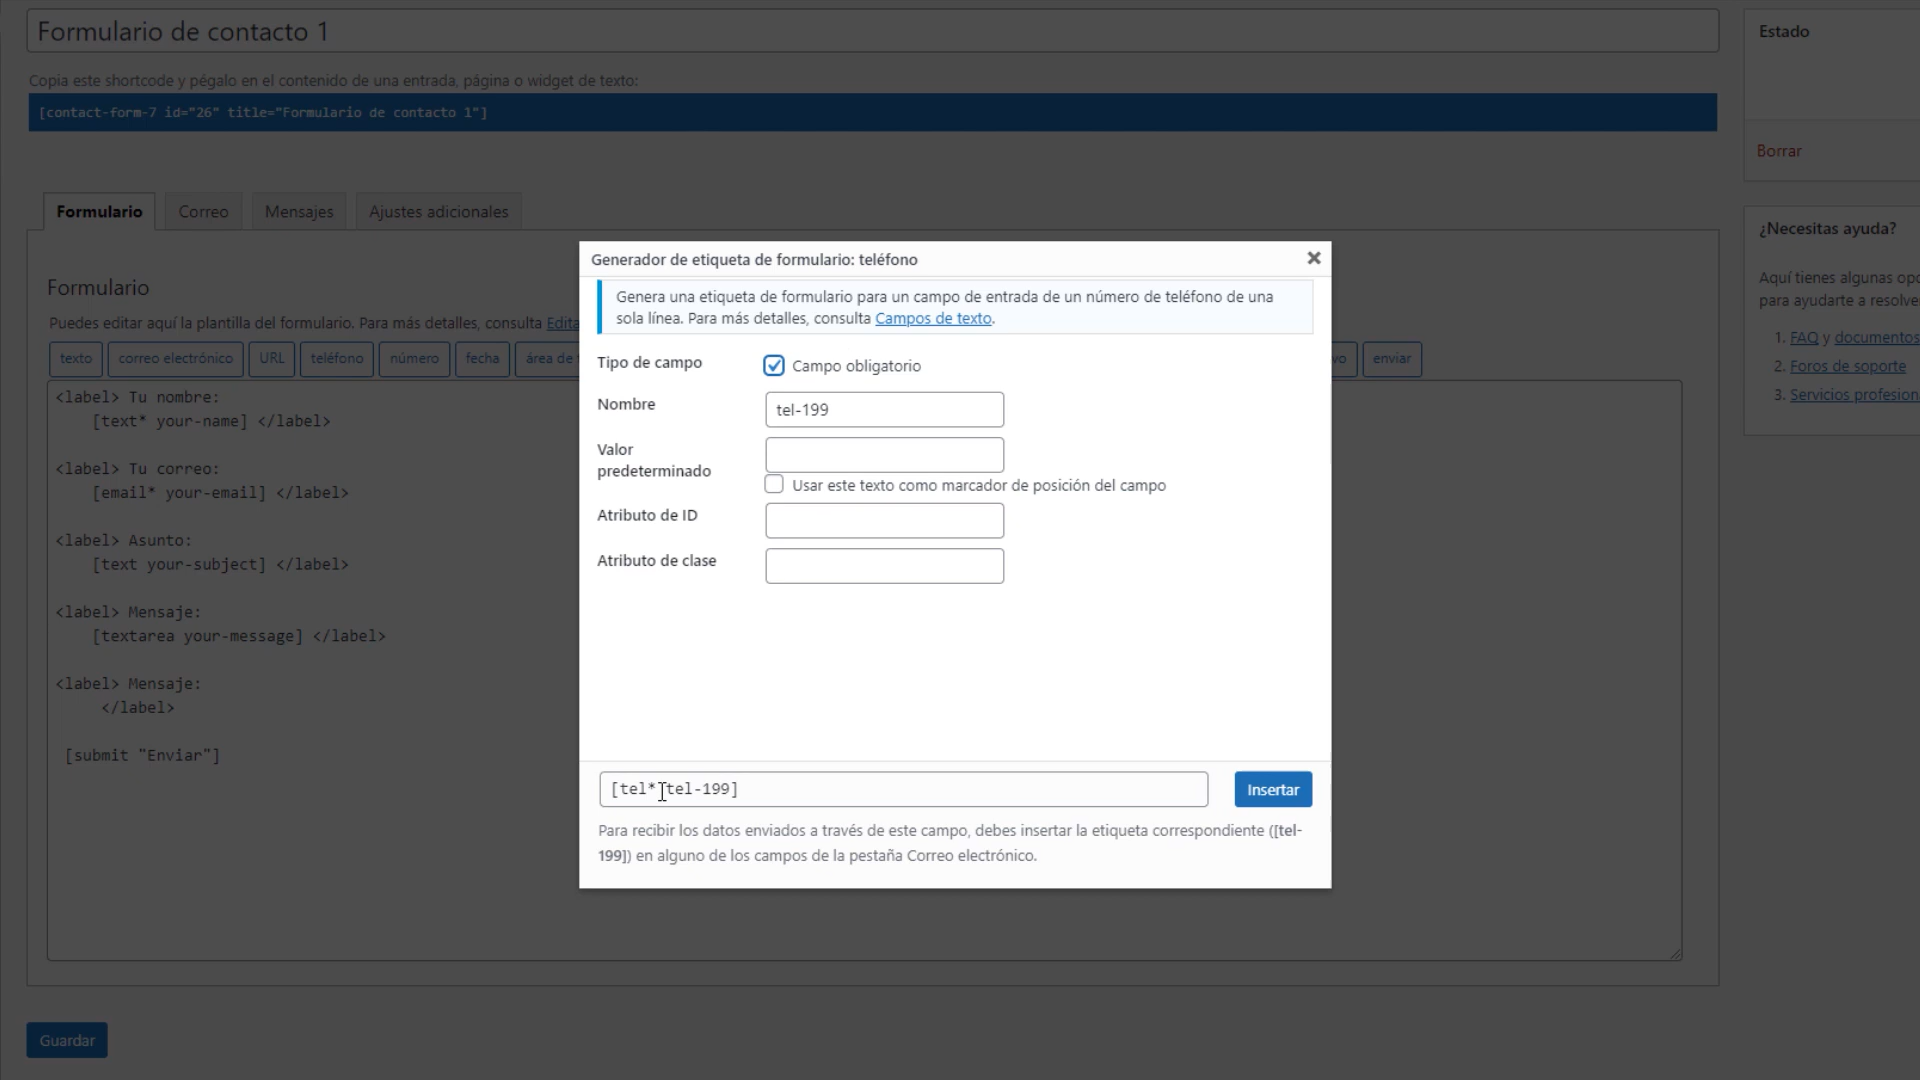 Formulario de contacto 1
Estado
Copia este shortcode y pégalo en el contenido de una entrada, página o widget de texto:
[contact-form-7 id="26" title="Formulario de contacto 1"]
Borrar
Formulario
Correo
Mensajes
Ajustes adicionales
¿Necesitas ayuda?
Aquí tienes algunas
para ayudarte a
1. FAQ y documentos
2. Foros de soporte
3. Servicios
Formulario
Puedes editar aquí la plantilla del formulario. Para más detalles, consulta
texto
correo electrónico
URL
teléfono
número
fecha
área de
enviar
<label> Tu nombre:
[text* your-name] </label>
<label> Tu correo:
[email* your-email] </label>
<label> Asunto:
[text your-subject] </label>
<label> Mensaje:
[textarea your-message] </label>
<label> Mensaje:
</label>
[submit "Enviar"]
Generador de etiqueta de formulario: teléfono
Genera una etiqueta de formulario para un campo de entrada de un número de teléfono de una
sola línea. Para más detalles, consulta Campos de texto.
Tipo de campo
Campo obligatorio
Nombre
tel-199
Valor
predeterminado
Usar este texto como marcador de posición del campo
Atributo de ID
Atributo de clase
[tel* tel-199]
Insertar
Para recibir los datos enviados a través de este campo, debes insertar la etiqueta correspondiente ([tel-
199]) en alguno de los campos de la pestaña Correo electrónico.
Guardar